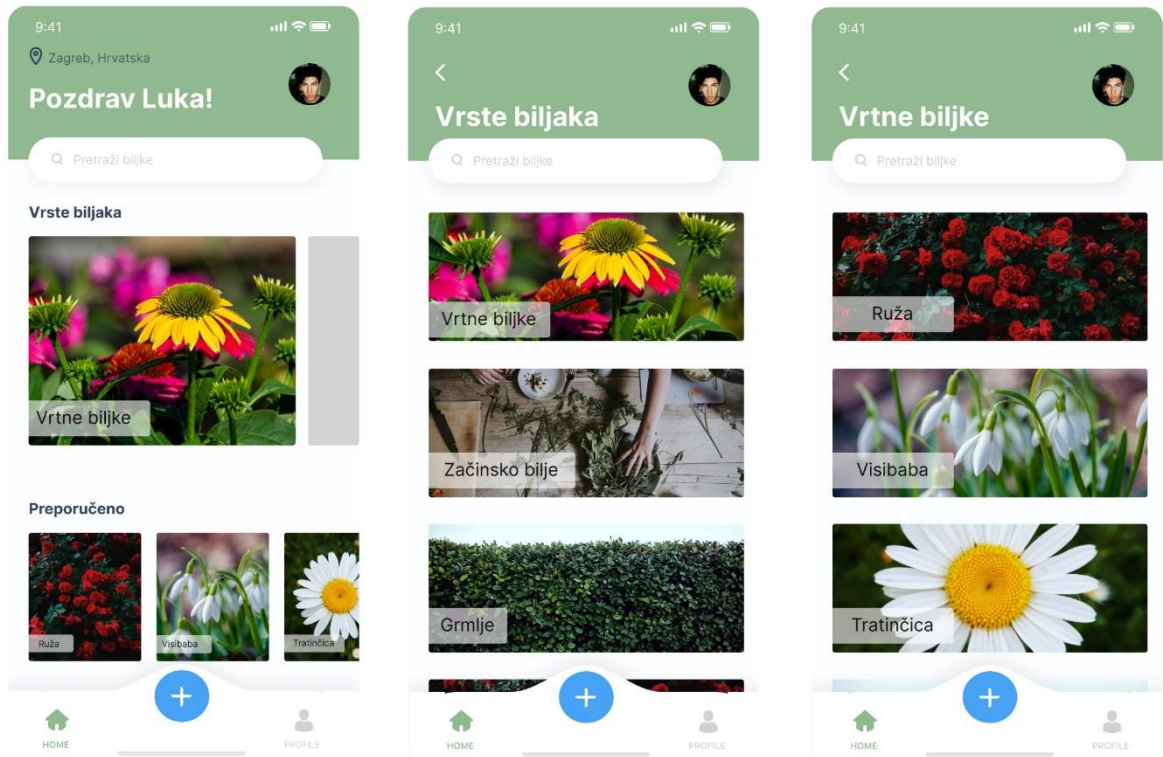 9:41
Zagreb, Hrvatska
Pozdrav Luka!
Pretraži biljke
Vrste biljaka
Vrtne biljke
Preporučeno
Ruža
Visibaba
Tratinčica
HOME
PROFILE
9:41
Vrste biljaka
Pretraži biljke
Vrtne biljke
Začinsko bilje
Grmlje
HOME
PROFILE
9:41
Vrtne biljke
Pretraži biljke
Ruža
Visibaba
Tratinčica
HOME
PROFILE